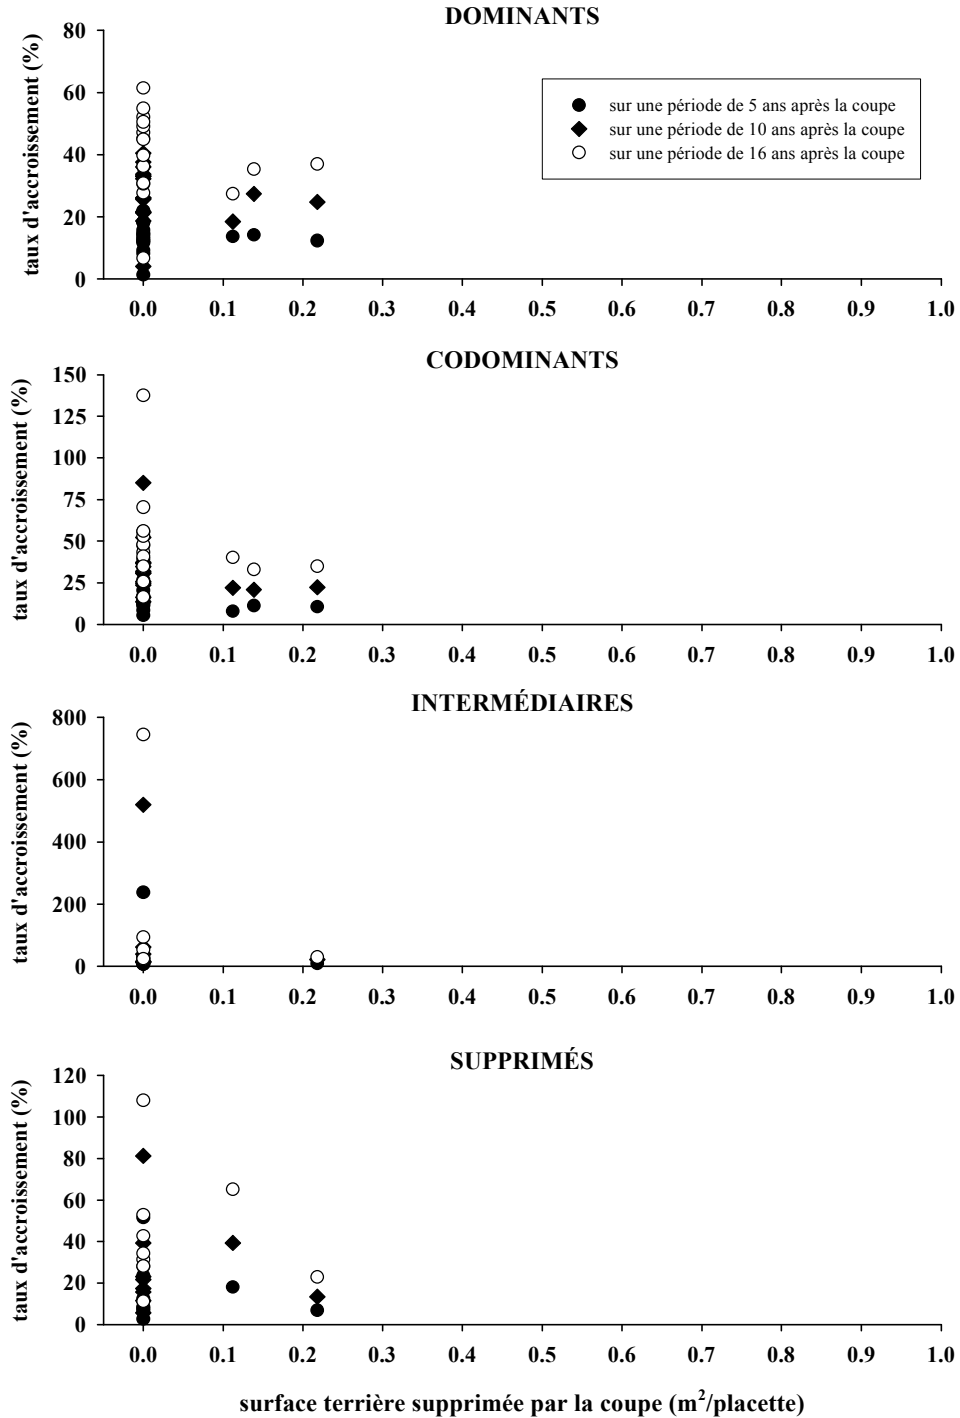 DOMINANTS
taux d'accroissement (%)
80
60
40
20
0
sur une période de 5 ans après la coupe
sur une période de 10 ans après la coupe
sur une période de 16 ans après la coupe
0.0 0.1 0.2 0.3 0.4 0.5 0.6 0.7 0.8 0.9 1.0
CODOMINANTS
taux d'accroissement (%)
150
125
100
75
50
25
0
0.0 0.1 0.2 0.3 0.4 0.5 0.6 0.7 0.8 0.9 1.0
INTERMÉDIAIRES
taux d'accroissement (%)
800
600
400
200
0
0.0 0.1 0.2 0.3 0.4 0.5 0.6 0.7 0.8 0.9 1.0
SUPPRIMÉS
taux d'accroissement (%)
120
100
80
60
40
20
0
0.0 0.1 0.2 0.3 0.4 0.5 0.6 0.7 0.8 0.9 1.0
surface terrière supprimée par la coupe (m²/placette)